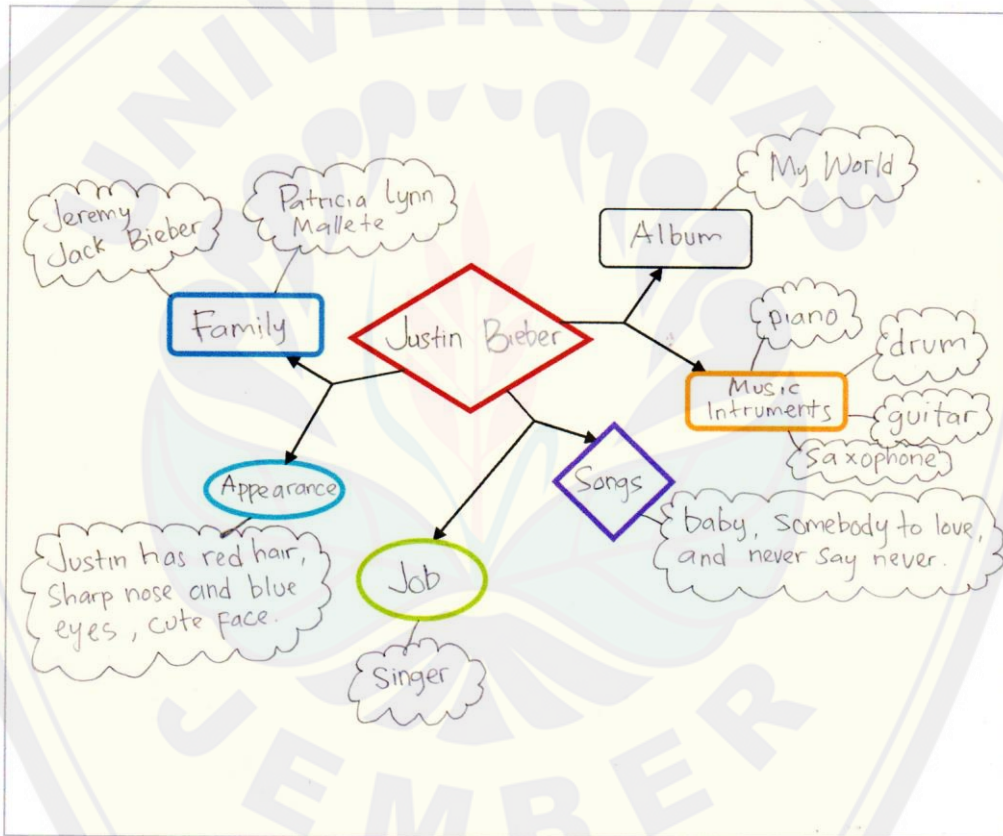 UNIVERSITAS
My World
Album
Jeremy
Jack Bieber
Patricia Lynn
Mallete
Family
Justin Bieber
piano
drum
Music
Intruments
guitar
saxophone
Appearance
Songs
Justin has red hair,
Sharp nose and blue
eyes, cute face.
Job
baby, somebody to love,
and never say never.
Singer
JEMBER